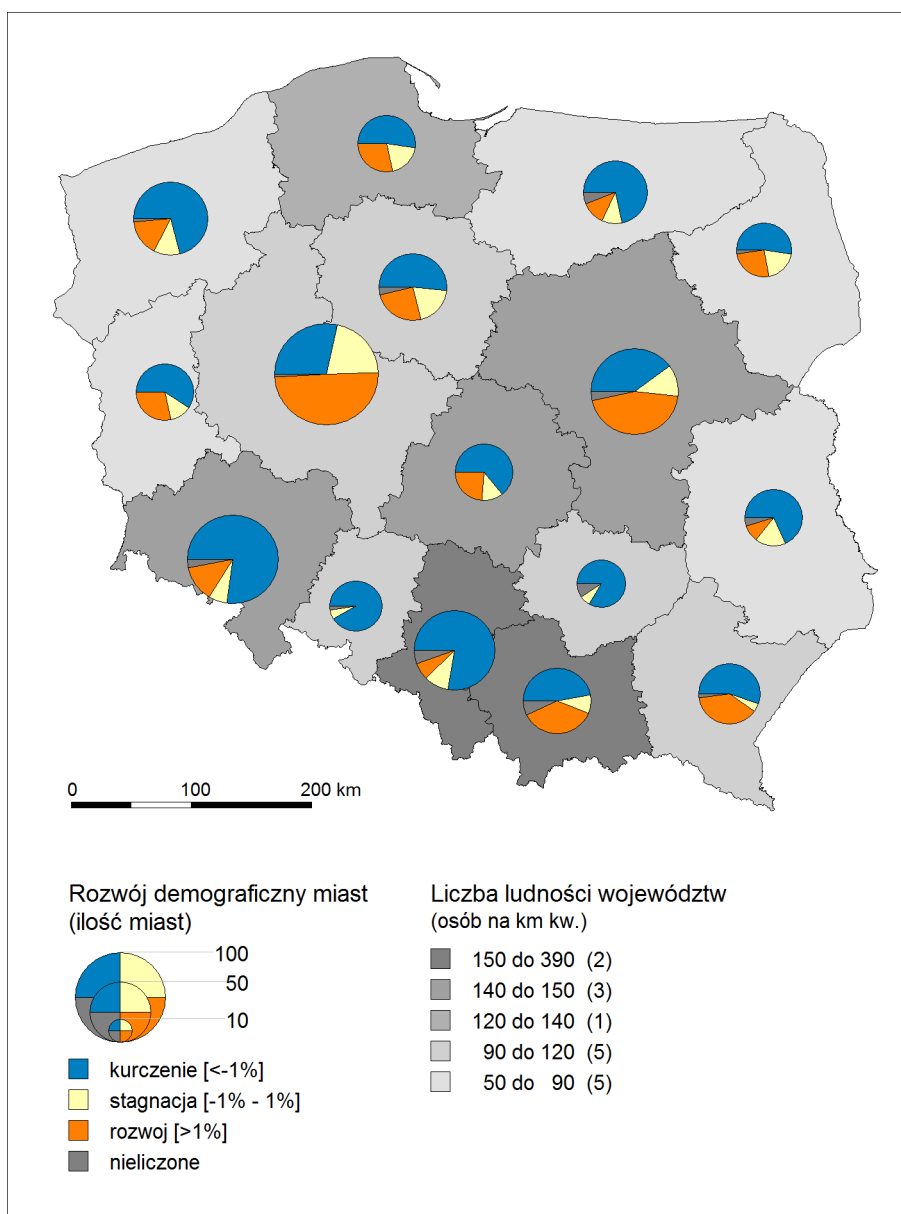 0 100 200 km
Rozwój demograficzny miast
(ilość miast)
100
50
10
kurczenie [<-1%]
stagnacja [-1% - 1%]
rozwoj [>1%]
nieliczone
Liczba ludności województw
(osób na km kw.)
150 do 390 (2)
140 do 150 (3)
120 do 140 (1)
90 do 120 (5)
50 do 90 (5)